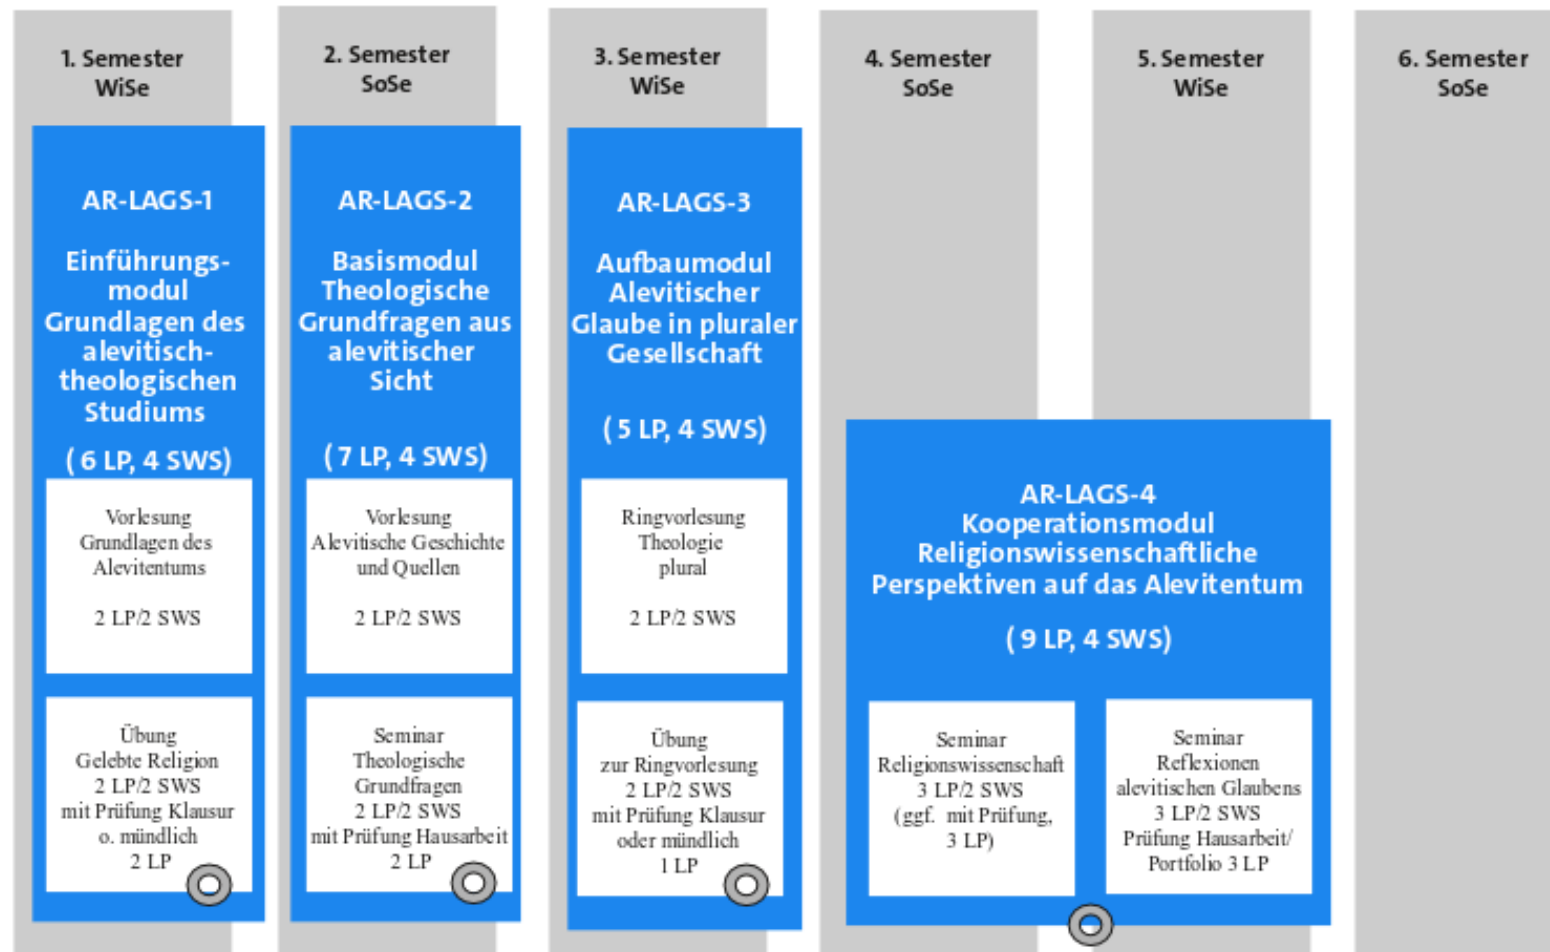 1. Semester
WiSe
2. Semester
SoSe
3. Semester
WiSe
4. Semester
SoSe
5. Semester
WiSe
6. Semester
SoSe
AR-LAGS-1
Einführungs-
modul
Grundlagen des
alevitisch-
theologischen
Studiums
( 6 LP, 4 SWS)
Vorlesung
Grundlagen des
Alevitentums
2 LP/2 SWS
Übung
Gelebte Religion
2 LP/2 SWS
mit Prüfung Klausur
o. mündlich
2 LP
AR-LAGS-2
Basismodul
Theologische
Grundfragen aus
alevitischer
Sicht
( 7 LP, 4 SWS)
Vorlesung
Alevitische Geschichte
und Quellen
2 LP/2 SWS
Seminar
Theologische
Grundfragen
2 LP/2 SWS
mit Prüfung Hausarbeit
2 LP
AR-LAGS-3
Aufbaumodul
Alevitischer
Glaube in pluraler
Gesellschaft
( 5 LP, 4 SWS)
Ringvorlesung
Theologie
plural
2 LP/2 SWS
Übung
zur Ringvorlesung
2 LP/2 SWS
mit Prüfung Klausur
oder mündlich
1 LP
AR-LAGS-4
Kooperationsmodul
Religionswissenschaftliche
Perspektiven auf das Alevitentum
( 9 LP, 4 SWS)
Seminar
Religionswissenschaft
3 LP/2 SWS
(ggf. mit Prüfung,
3 LP)
Seminar
Reflexionen
alevitischen Glaubens
3 LP/2 SWS
Prüfung Hausarbeit/
Portfolio 3 LP